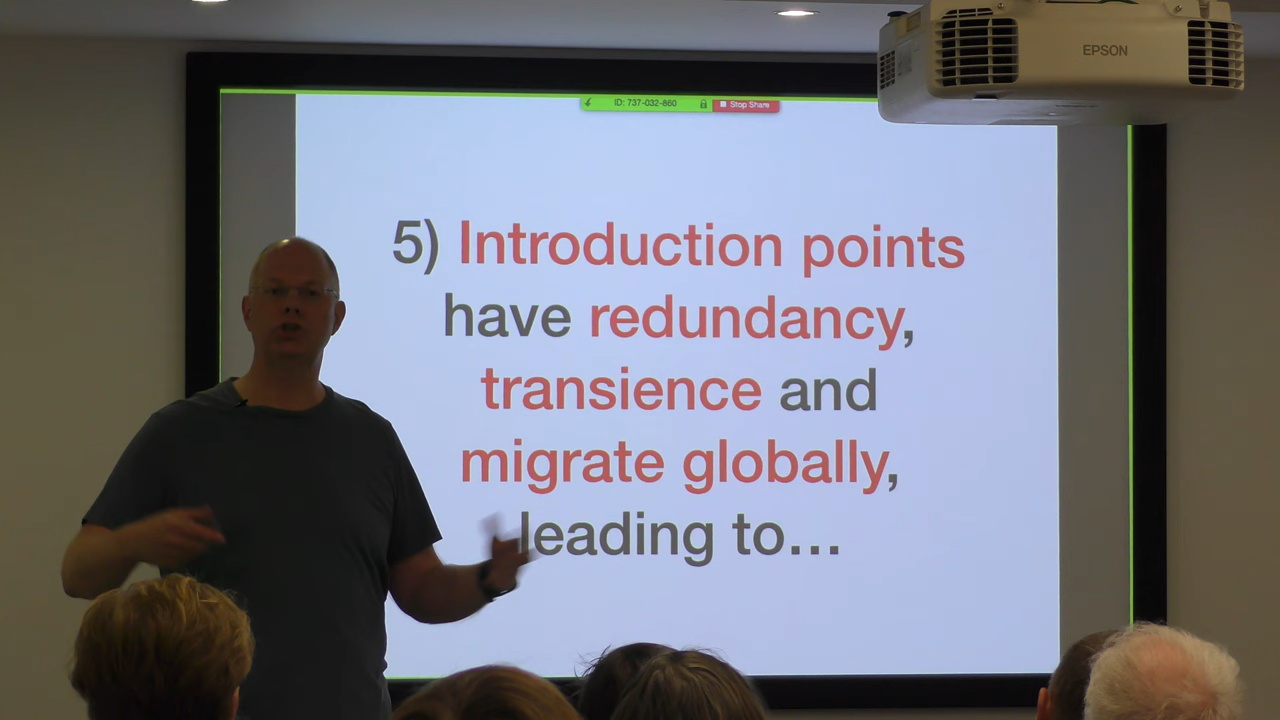 EPSON
ID: 737-032-860 Stop Share
5) Introduction points
have redundancy,
transience and
migrate globally,
leading to…